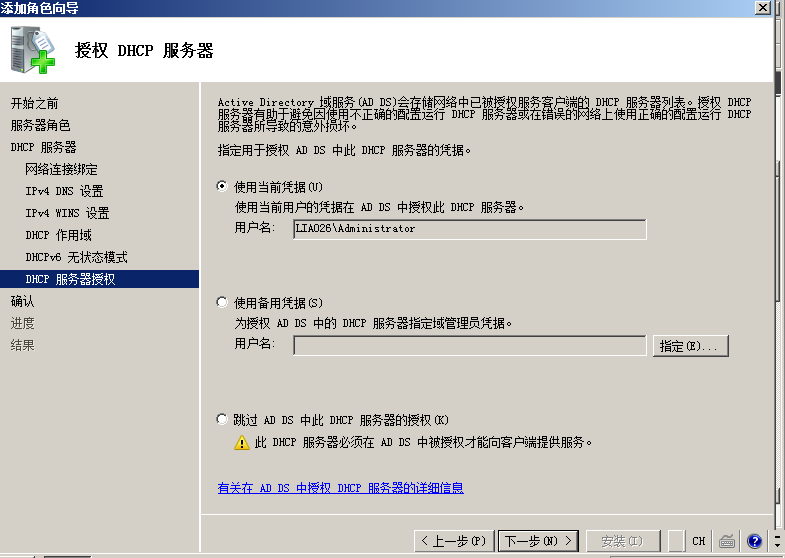 添加角色向导
授权 DHCP 服务器
开始之前
服务器角色
DHCP 服务器
网络连接绑定
IPv4 DNS 设置
IPv4 WINS 设置
DHCP 作用域
DHCPv6 无状态模式
DHCP 服务器授权
确认
进度
结果
Active Directory 域服务(AD DS)会存储网络中已被授权服务客户端的 DHCP 服务器列表。授权 DHCP
服务器有助于避免因使用不正确的配置运行 DHCP 服务器或在错误的网络上使用正确的配置运行 DHCP
服务器所导致的意外损坏。
指定用于授权 AD DS 中此 DHCP 服务器的凭据。
使用当前凭据(U)
使用当前用户的凭据在 AD DS 中授权此 DHCP 服务器。
用户名: LIAO26\Administrator
使用备用凭据(S)
为授权 AD DS 中的 DHCP 服务器指定域管理员凭据。
用户名: 指定(E)...
跳过 AD DS 中此 DHCP 服务器的授权(K)
此 DHCP 服务器必须在 AD DS 中被授权才能向客户端提供服务。
有关在 AD DS 中授权 DHCP 服务器的详细信息
< 上一步(P) 下一步(N) > 安装(I) CH